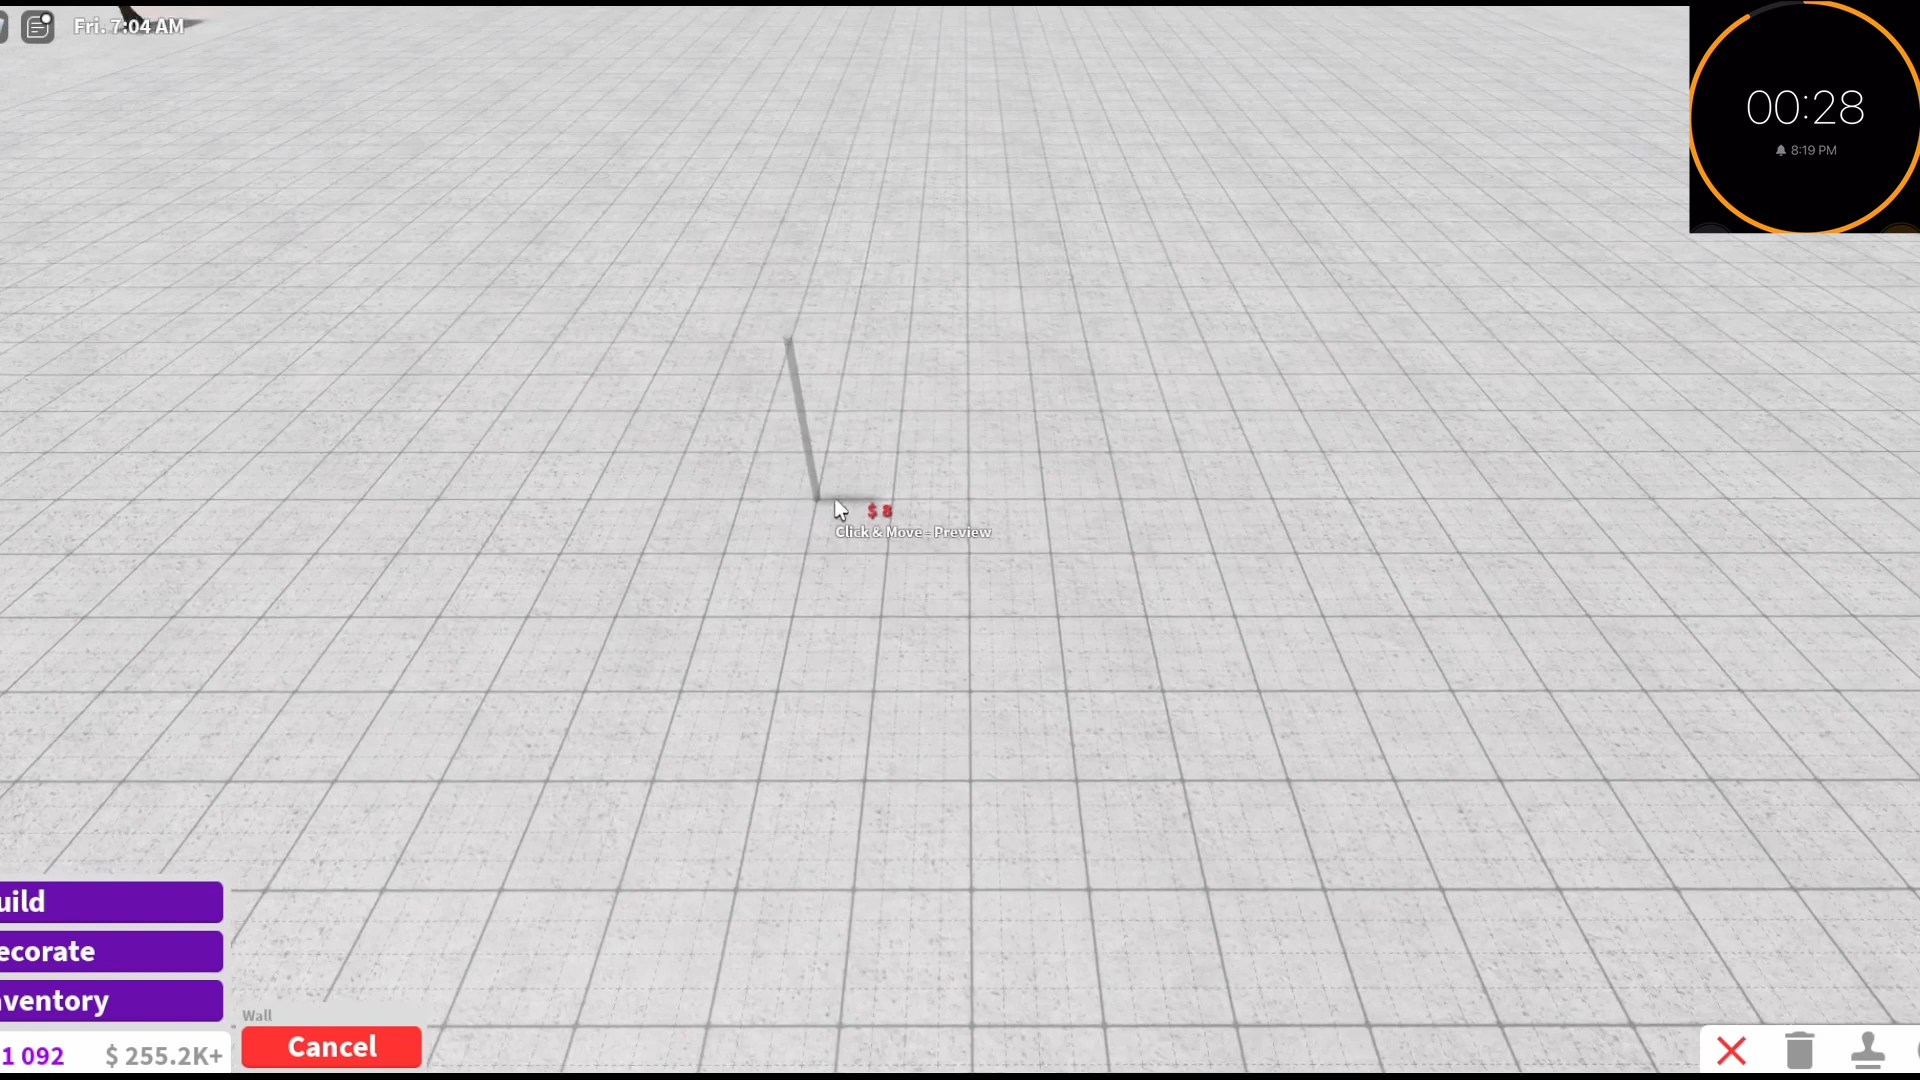 Fri. 7:04 AM
00:28
8:19 PM
$ 8
Click & Move - Preview
uild
ecorate
nventory
Wall
1 092
$ 255.2K+
Cancel